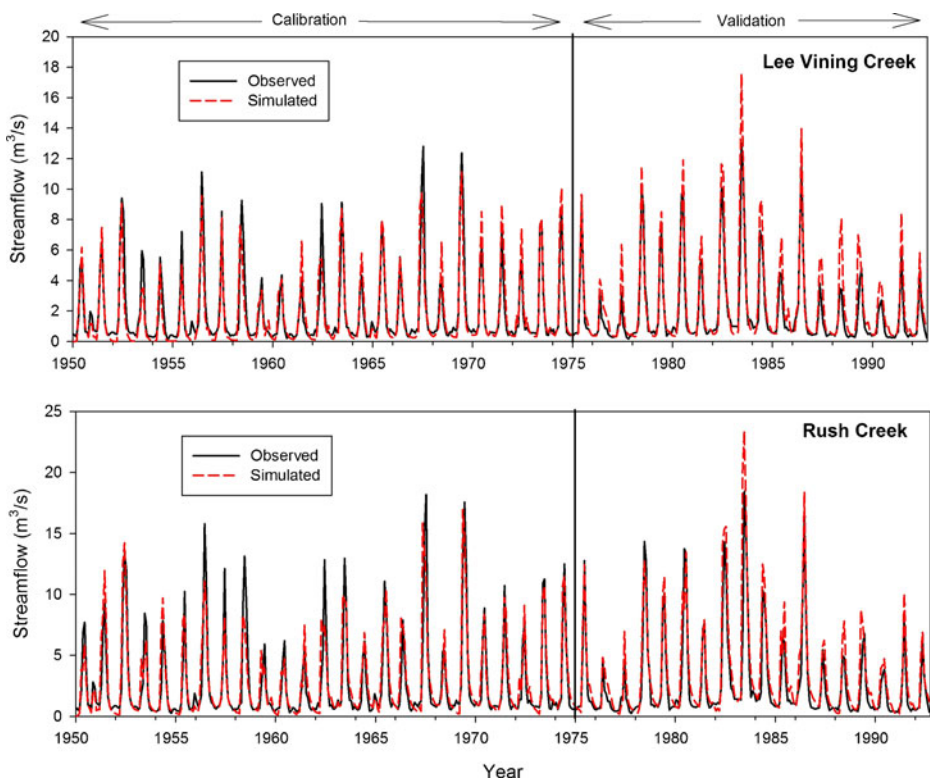 Calibration Validation
20
18
16
14
12
10
8
6
4
2
0
Streamflow (m³/s)
Observed
Simulated
Lee Vining Creek
1950 1955 1960 1965 1970 1975 1980 1985 1990
25
20
15
10
5
0
Streamflow (m³/s)
Observed
Simulated
Rush Creek
1950 1955 1960 1965 1970 1975 1980 1985 1990
Year